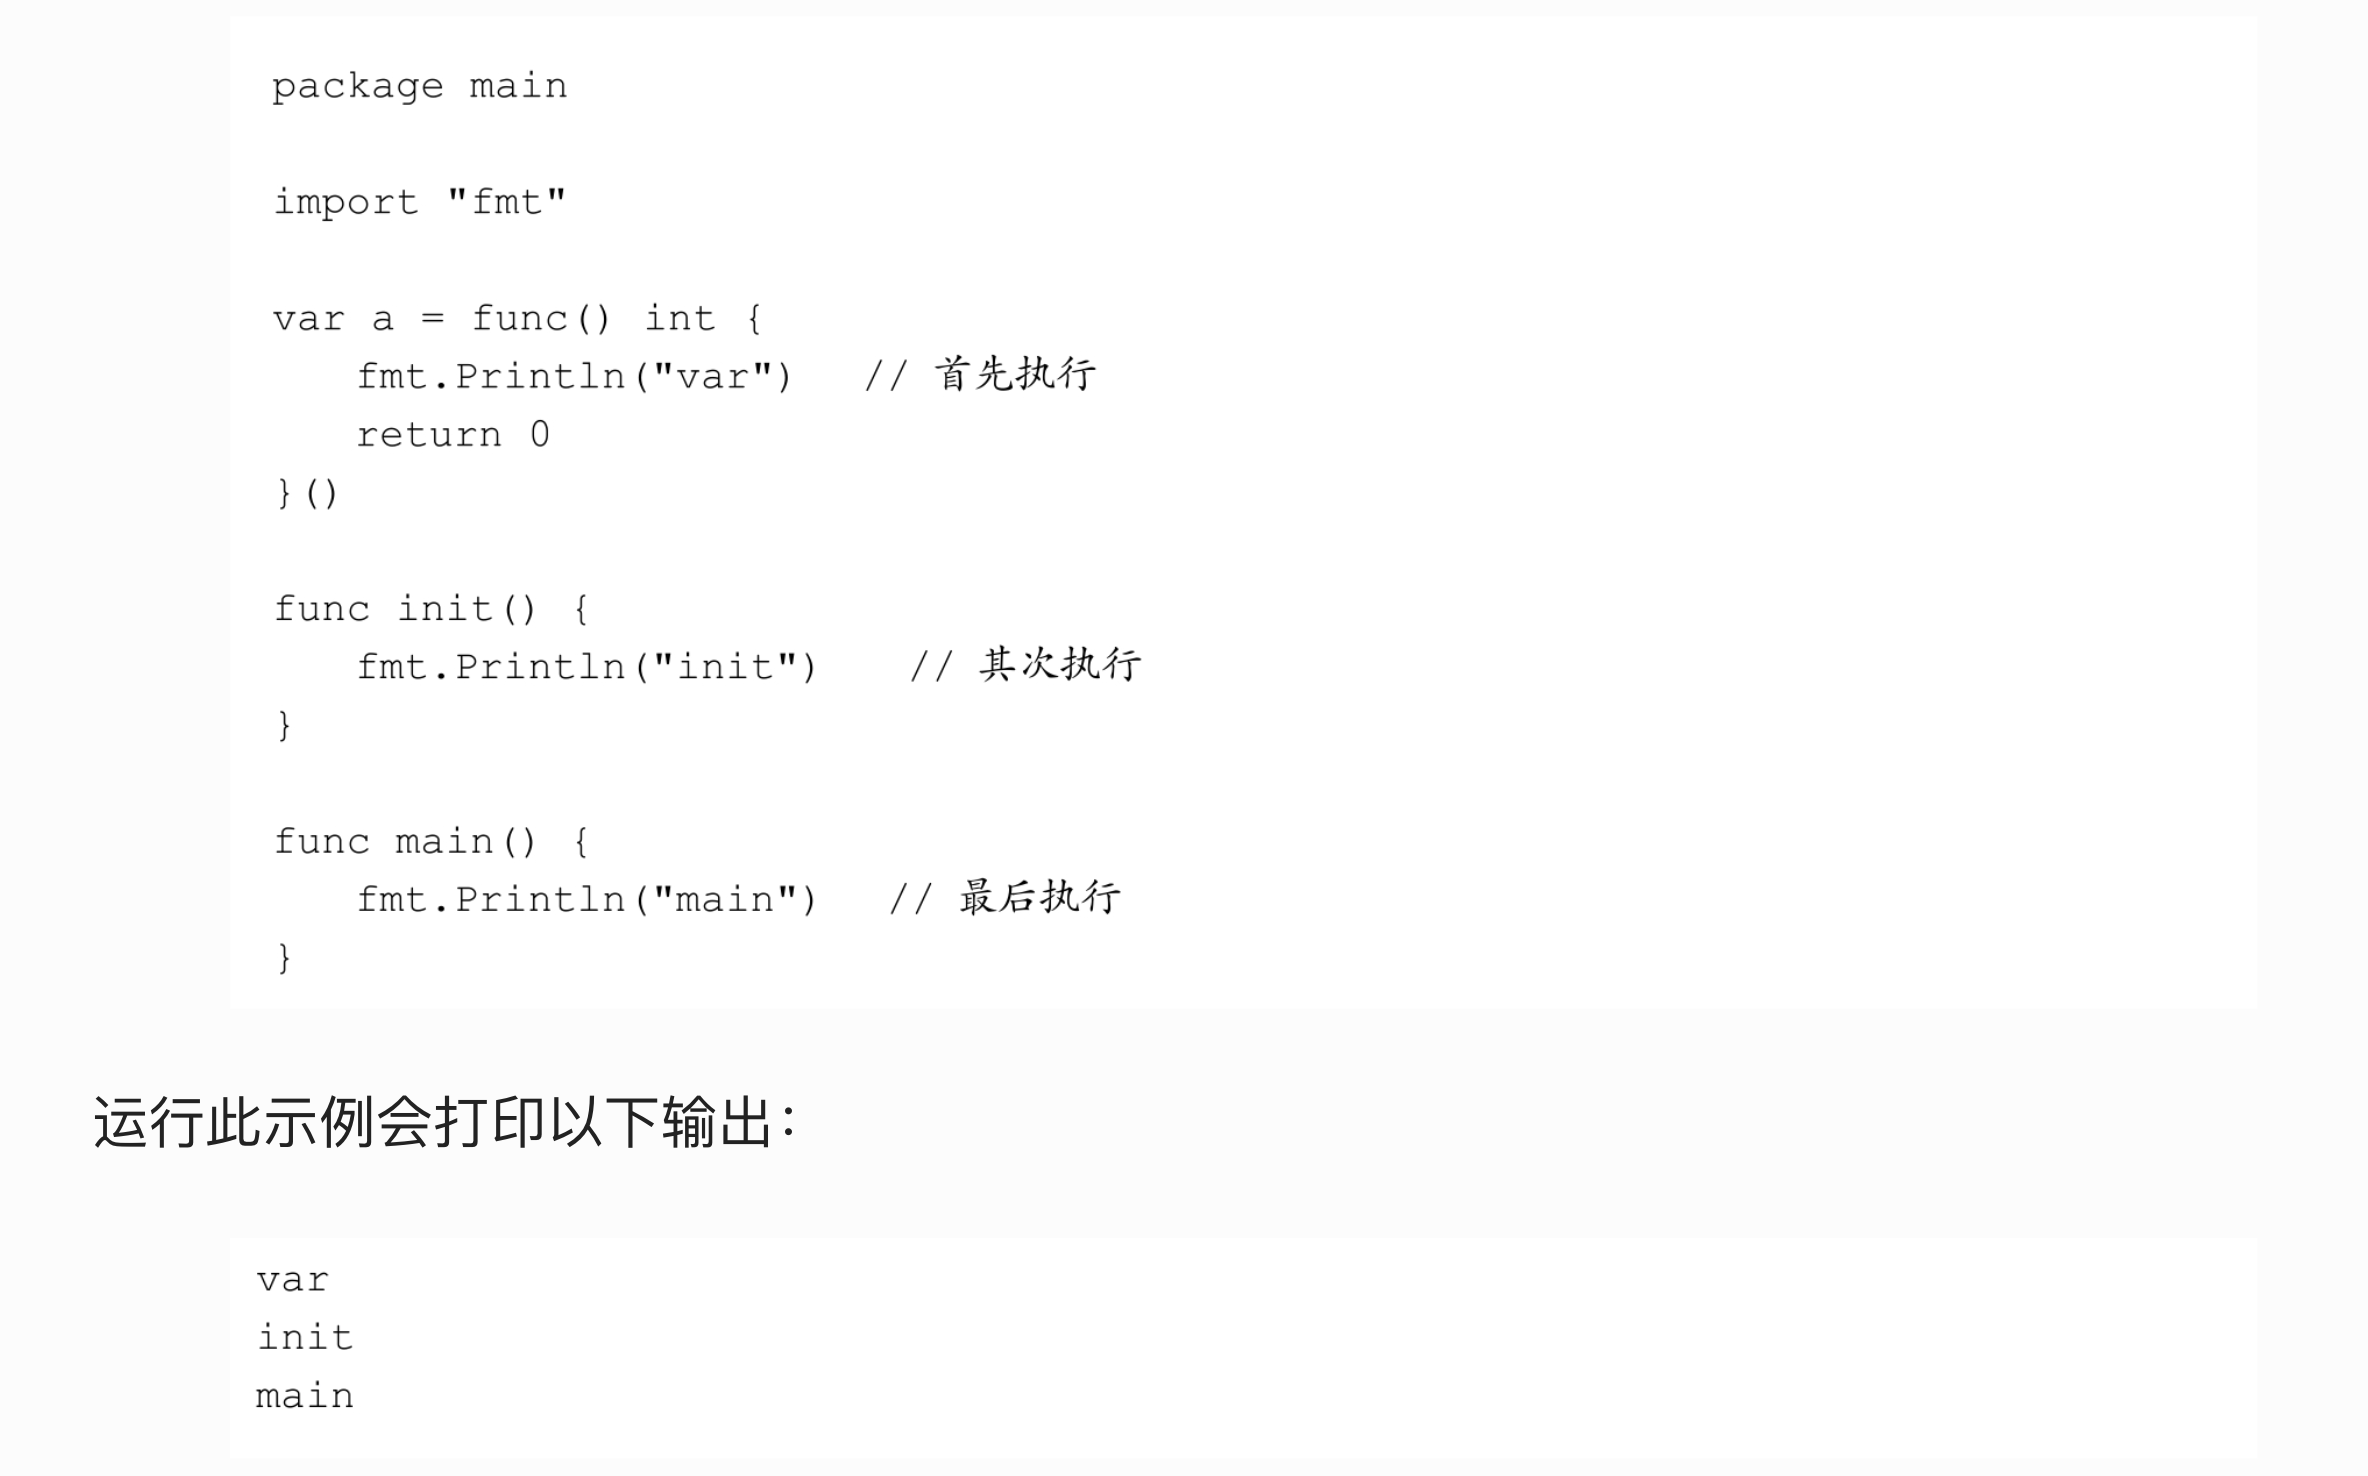 package main
import "fmt"
var a = func() int {
fmt.Println("var")   // 首先执行
return 0
}()
func init() {
fmt.Println("init")    // 其次执行
}
func main() {
fmt.Println("main")   // 最后执行
}
运行此示例会打印以下输出：
var
init
main